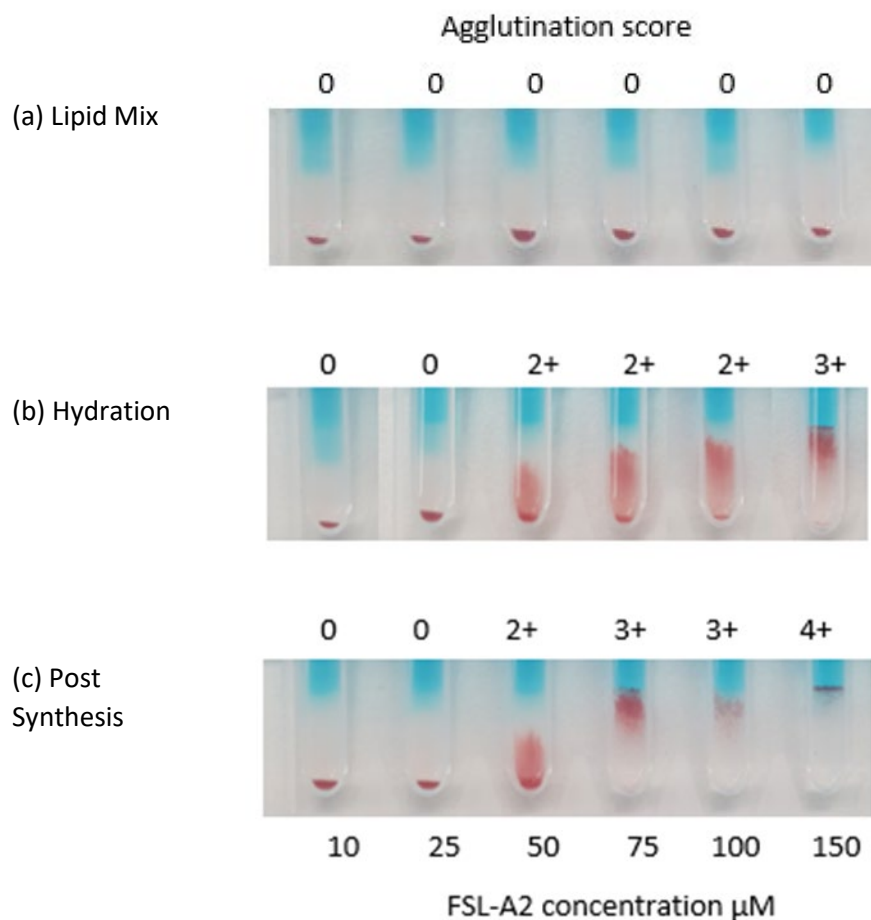 Agglutination score
0 0 0 0 0 0
(a) Lipid Mix
0 0 2+ 2+ 2+ 3+
(b) Hydration
0 0 2+ 3+ 3+ 4+
(c) Post
Synthesis
10 25 50 75 100 150
FSL-A2 concentration µM